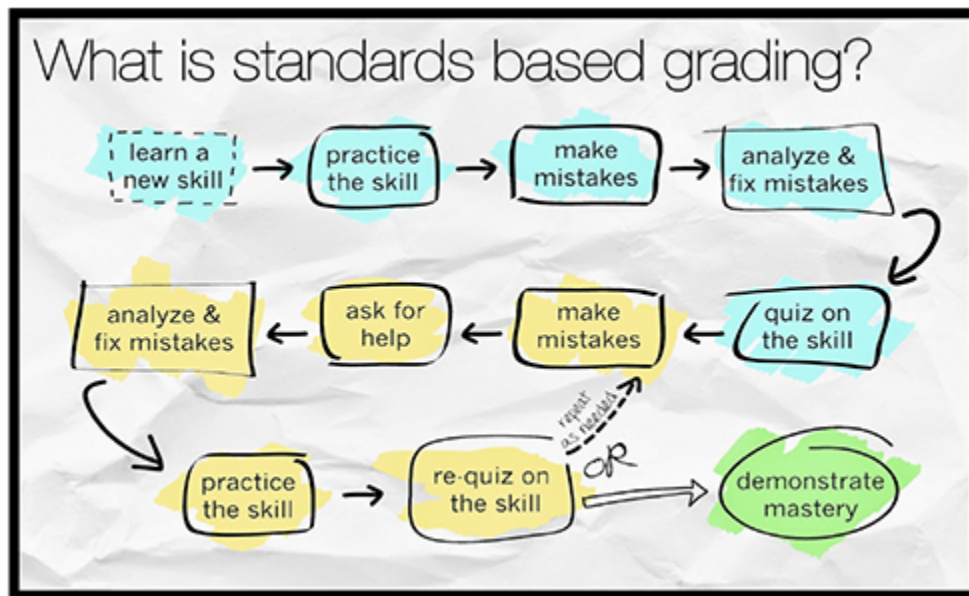 What is standards based grading?
learn a
new skill
practice
the skill
make
mistakes
analyze &
fix mistakes
quiz on
the skill
make
mistakes
ask for
help
analyze &
fix mistakes
practice
the skill
re-quiz on
the skill
repeat
as needed
OR
demonstrate
mastery